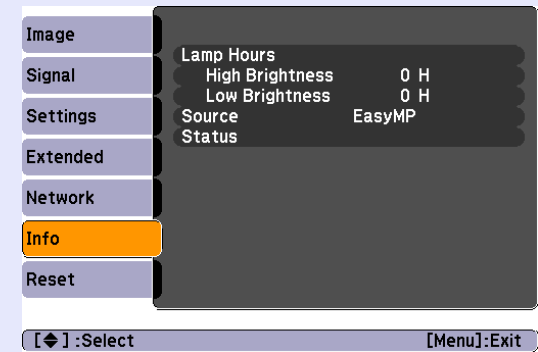 Image
Signal
Settings
Extended
Network
Info
Reset
Lamp Hours
High Brightness 0 H
Low Brightness 0 H
Source EasyMP
Status
[◆] :Select [Menu]:Exit